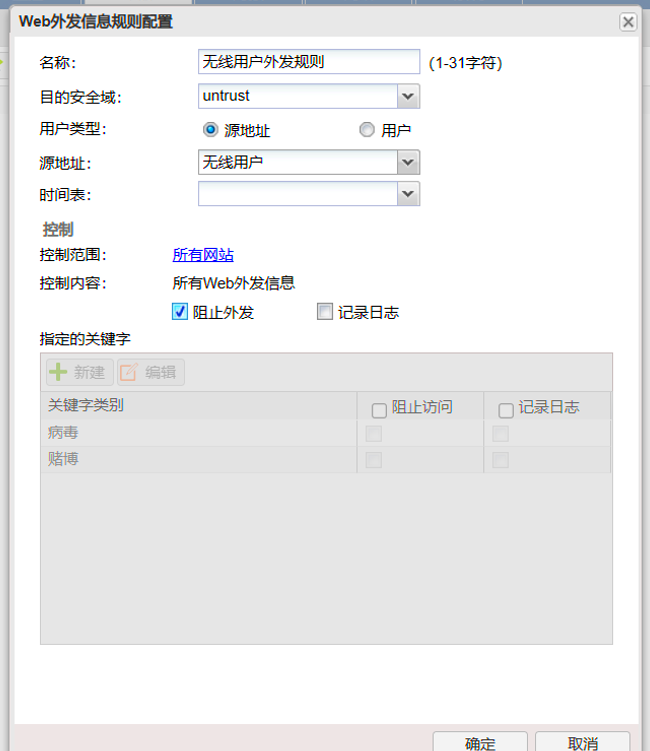 Web外发信息规则配置
名称： 无线用户外发规则 (1-31字符)
目的安全域： untrust
用户类型： 源地址 用户
源地址： 无线用户
时间表：
控制
控制范围： 所有网站
控制内容： 所有Web外发信息
阻止外发 记录日志
指定的关键字
新建 编辑
关键字类别 阻止访问 记录日志
病毒
赌博
确定 取消